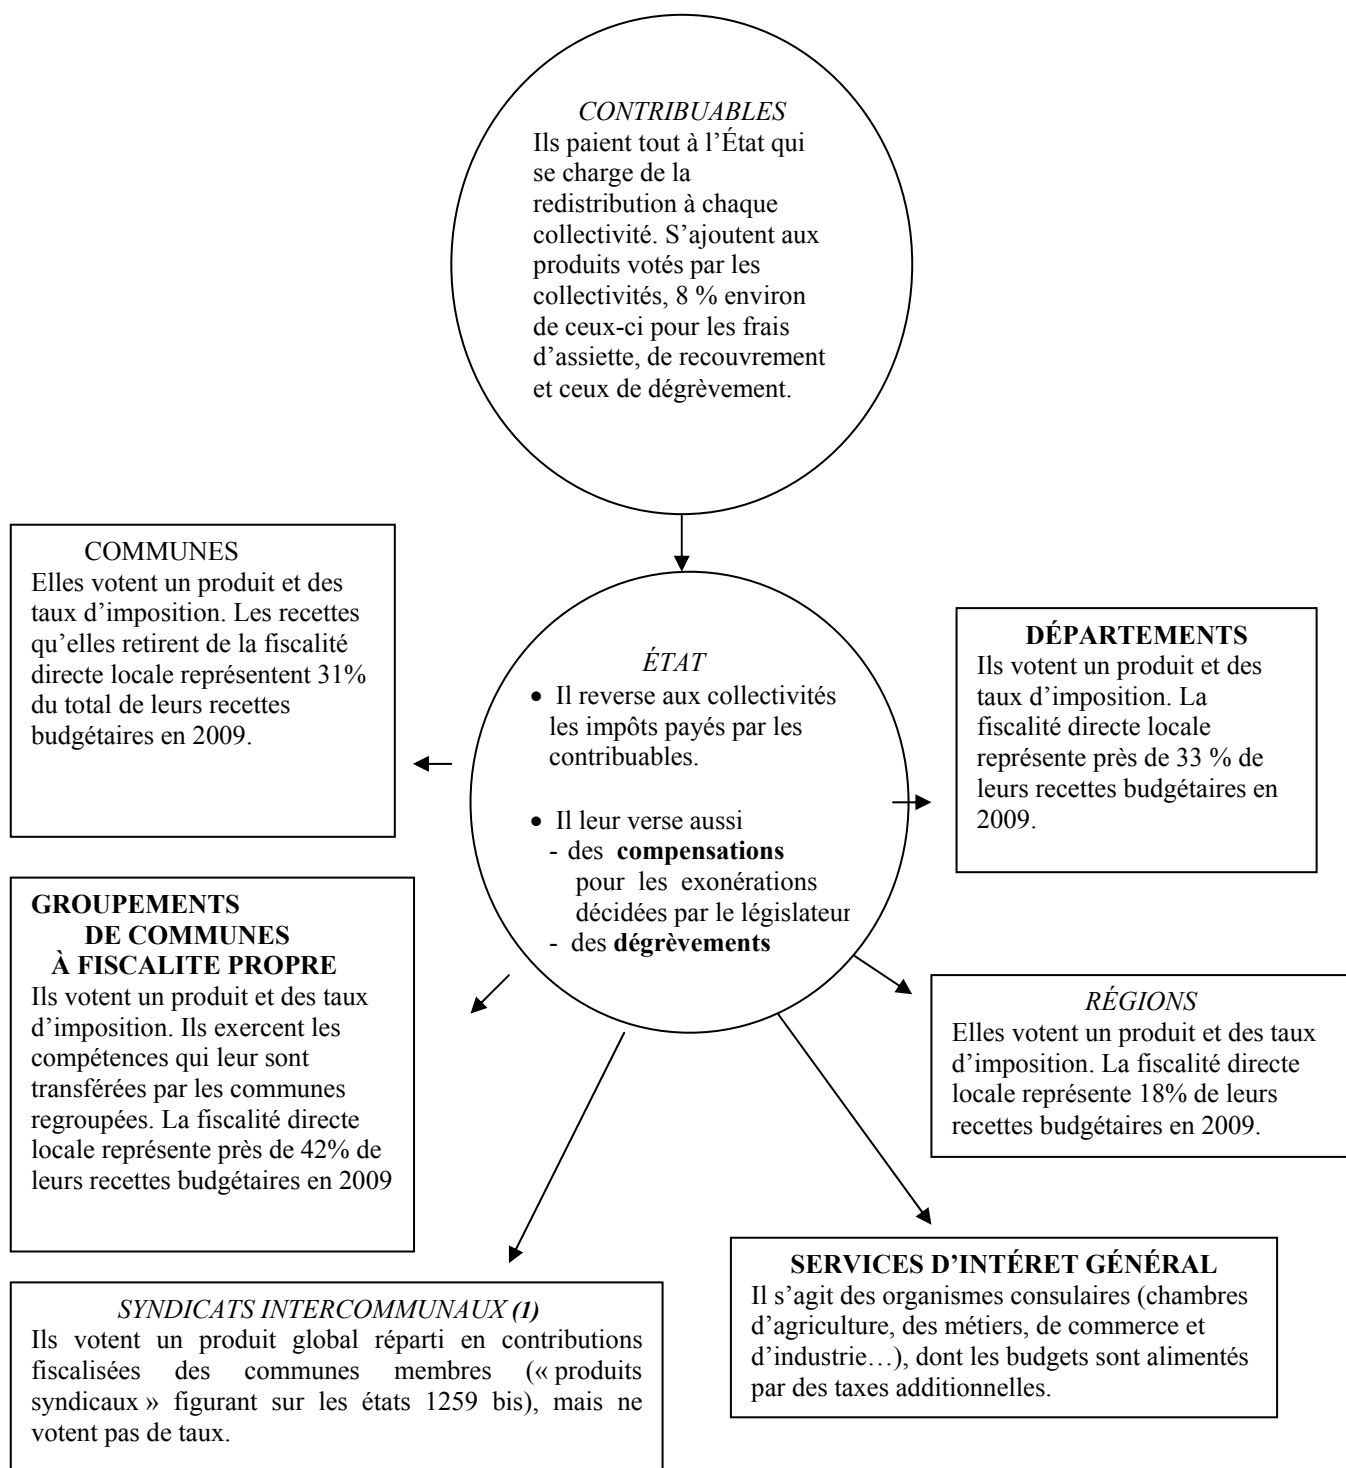 CONTRIBUABLES
Ils paient tout à l’État qui
se charge de la
redistribution à chaque
collectivité. S’ajoutent aux
produits votés par les
collectivités, 8 % environ
de ceux-ci pour les frais
d’assiette, de recouvrement
et ceux de dégrèvement.
COMMUNES
Elles votent un produit et des
taux d’imposition. Les recettes
qu’elles retirent de la fiscalité
directe locale représentent 31%
du total de leurs recettes
budgétaires en 2009.
ÉTAT
• Il reverse aux collectivités
les impôts payés par les
contribuables.
• Il leur verse aussi
- des compensations
pour les exonérations
décidées par le législateur
- des dégrèvements
DÉPARTEMENTS
Ils votent un produit et des
taux d’imposition. La
fiscalité directe locale
représente près de 33 % de
leurs recettes budgétaires en
2009.
GROUPEMENTS
DE COMMUNES
À FISCALITE PROPRE
Ils votent un produit et des taux
d’imposition. Ils exercent les
compétences qui leur sont
transférées par les communes
regroupées. La fiscalité directe
locale représente près de 42% de
leurs recettes budgétaires en 2009
RÉGIONS
Elles votent un produit et des taux
d’imposition. La fiscalité directe
locale représente 18% de leurs
recettes budgétaires en 2009.
SYNDICATS INTERCOMMUNAUX (1)
Ils votent un produit global réparti en contributions
fiscalisées des communes membres (« produits
syndicaux » figurant sur les états 1259 bis), mais ne
votent pas de taux.
SERVICES D’INTÉRET GÉNÉRAL
Il s’agit des organismes consulaires (chambres
d’agriculture, des métiers, de commerce et
d’industrie…), dont les budgets sont alimentés
par des taxes additionnelles.